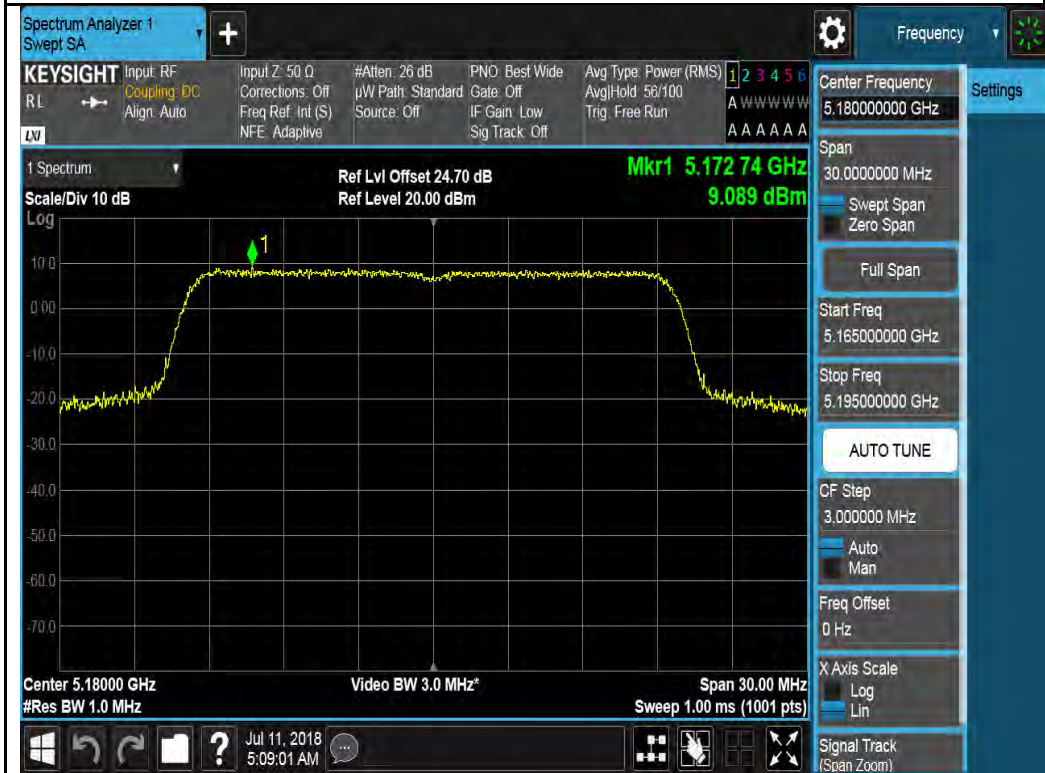 Spectrum Analyzer 1
Swept SA
+
Frequency
KEYSIGHT
RL
LXI
Input: RF
Coupling: DC
Align: Auto
Input Z: 50 Ω
Corrections: Off
Freq Ref: Int (S)
NFE: Adaptive
#Atten: 26 dB
µW Path: Standard
Source: Off
PNO: Best Wide
Gate: Off
IF Gain: Low
Sig Track: Off
Avg Type: Power (RMS)
Avg|Hold: 56/100
Trig: Free Run
1 2 3 4 5 6
A W W W W W
A A A A A A
1 Spectrum
Scale/Div 10 dB
Log
Ref Lvl Offset 24.70 dB
Ref Level 20.00 dBm
Mkr1 5.172 74 GHz
9.089 dBm
1
10.0
0.00
-10.0
-20.0
-30.0
-40.0
-50.0
-60.0
-70.0
Center 5.18000 GHz
#Res BW 1.0 MHz
Video BW 3.0 MHz*
Span 30.00 MHz
Sweep 1.00 ms (1001 pts)
Center Frequency
5.180000000 GHz
Settings
Span
30.0000000 MHz
Swept Span
Zero Span
Full Span
Start Freq
5.165000000 GHz
Stop Freq
5.195000000 GHz
AUTO TUNE
CF Step
3.000000 MHz
Auto
Man
Freq Offset
0 Hz
X Axis Scale
Log
Lin
Signal Track
(Span Zoom)
?
Jul 11, 2018
5:09:01 AM